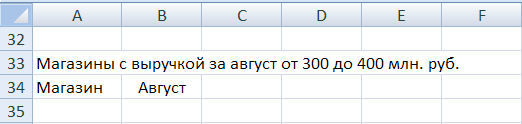 A B C D E F
32
33 Магазины с выручкой за август от 300 до 400 млн. руб.
34 Магазин Август
35